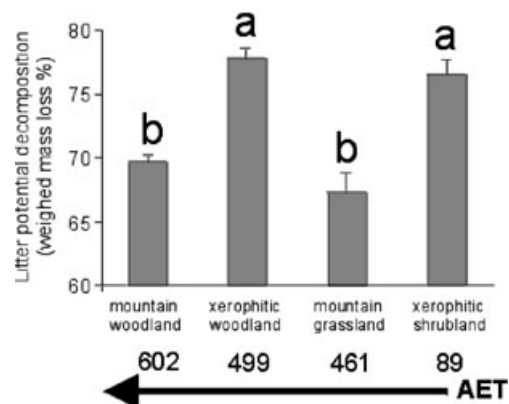 Litter potential decomposition
(weighed mass loss %)
80
75
70
65
60
b
a
b
a
mountain woodland
xerophitic woodland
mountain grassland
xerophitic shrubland
602 499 461 89
AET